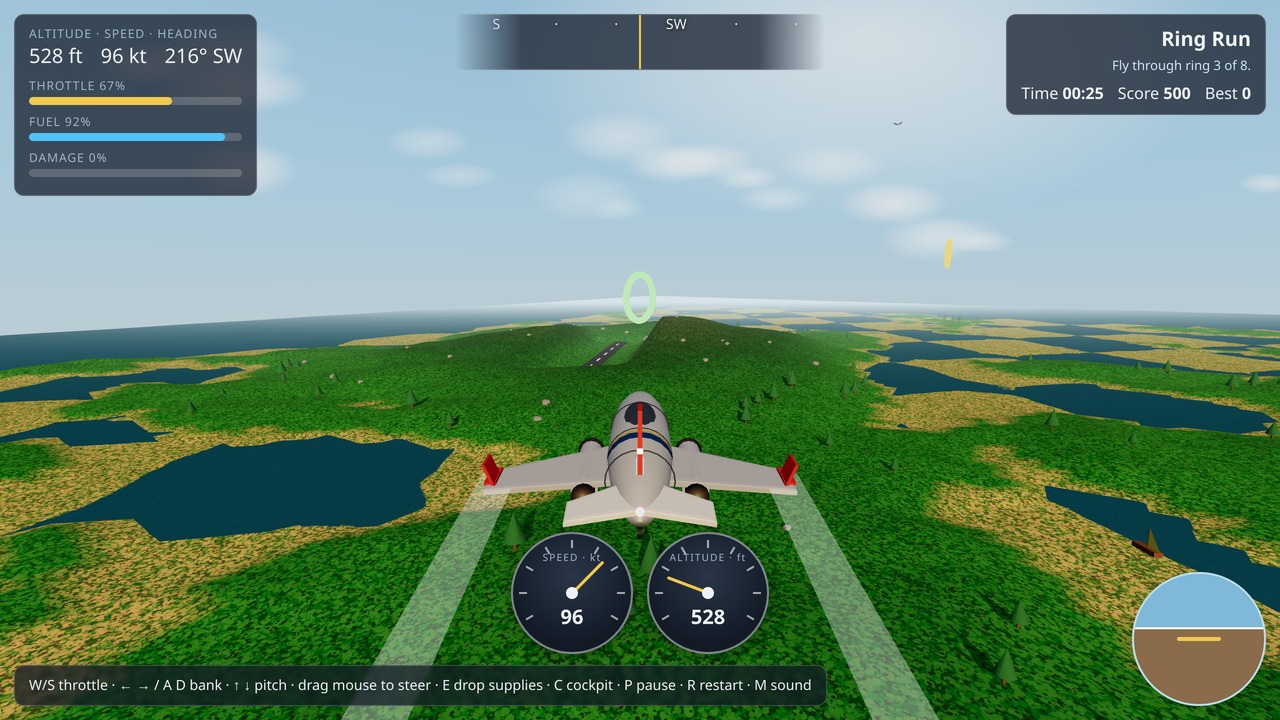 ALTITUDE · SPEED · HEADING
528 ft 96 kt 216° SW
THROTTLE 67%
FUEL 92%
DAMAGE 0%
S · · SW · ·
Ring Run
Fly through ring 3 of 8.
Time 00:25 Score 500 Best 0
SPEED · kt
96
ALTITUDE · ft
528
W/S throttle · ← → / A D bank · ↑ ↓ pitch · drag mouse to steer · E drop supplies · C cockpit · P pause · R restart · M sound